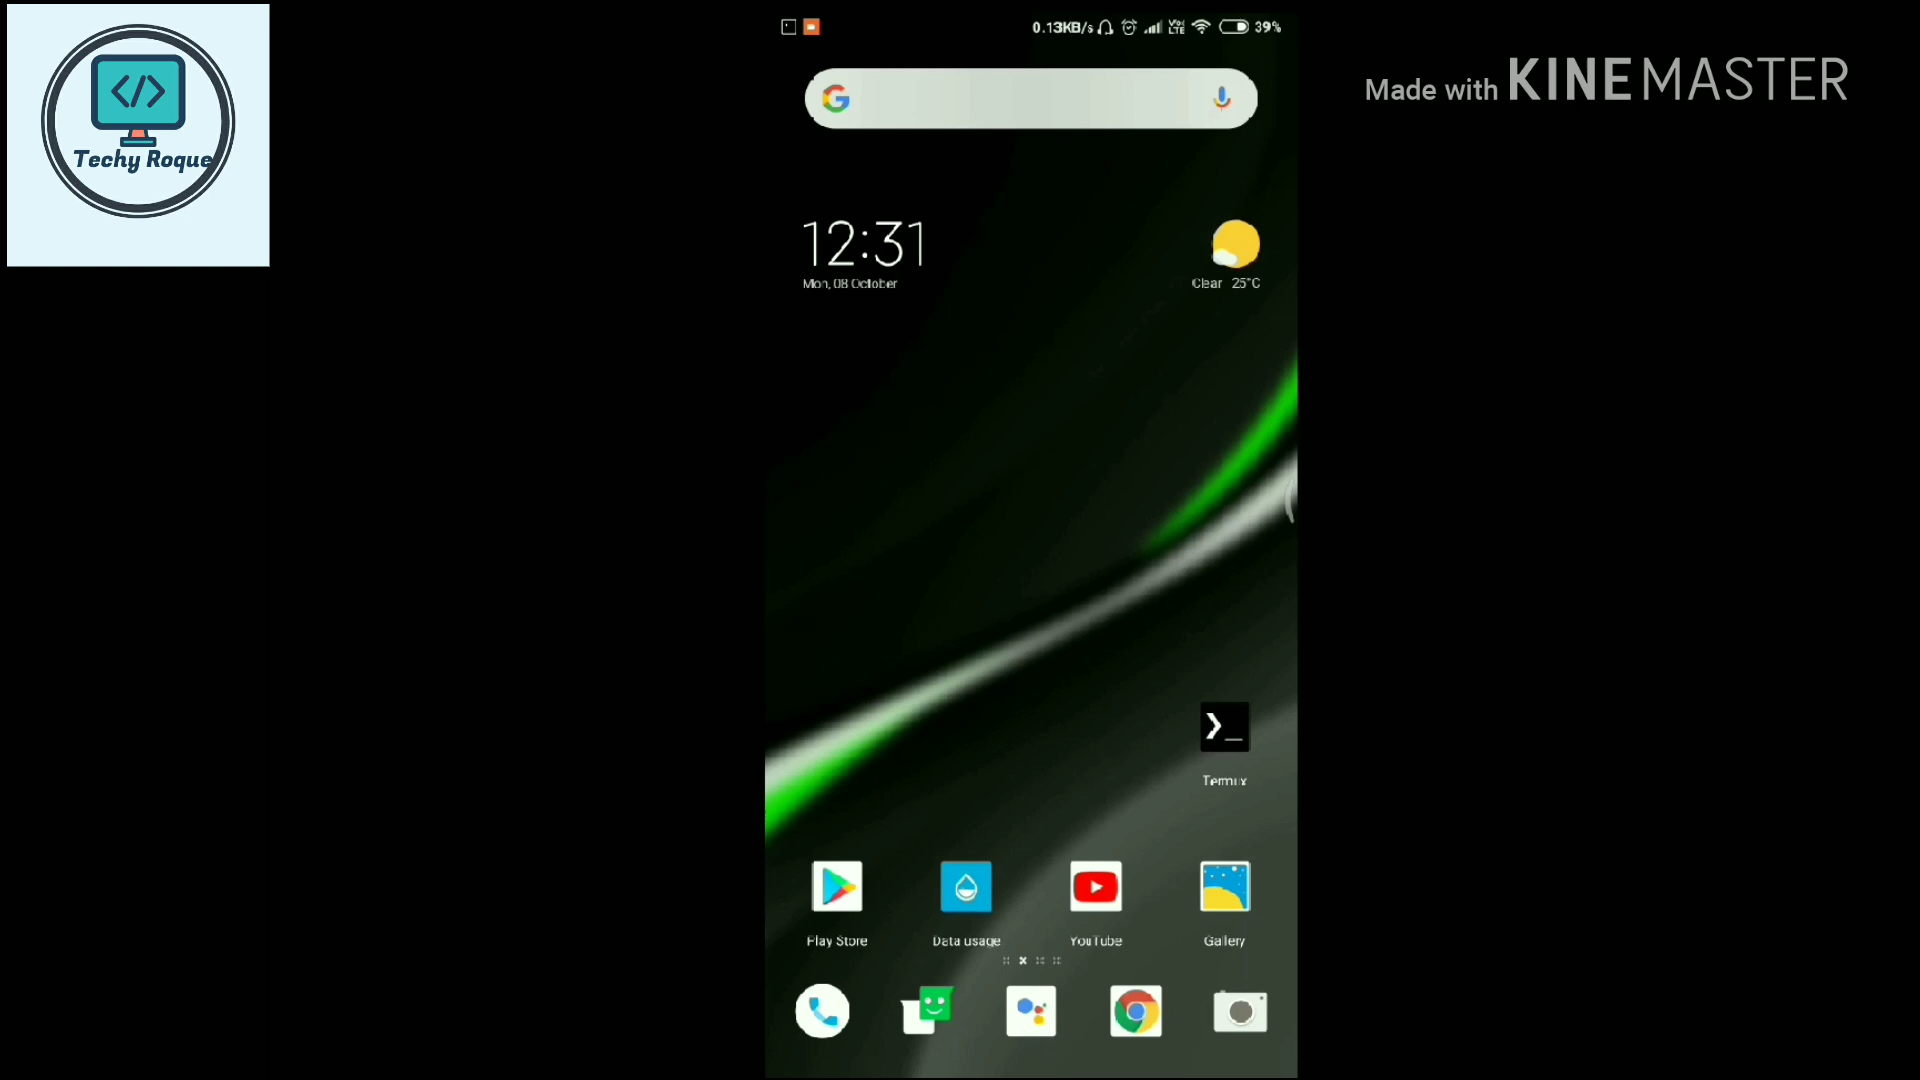 0.13KB/s VoLTE 39%
Made with KINEMASTER
Techy Roque
12:31
Mon, 08 October
Clear 25°C
Termux
Play Store Data usage YouTube Gallery